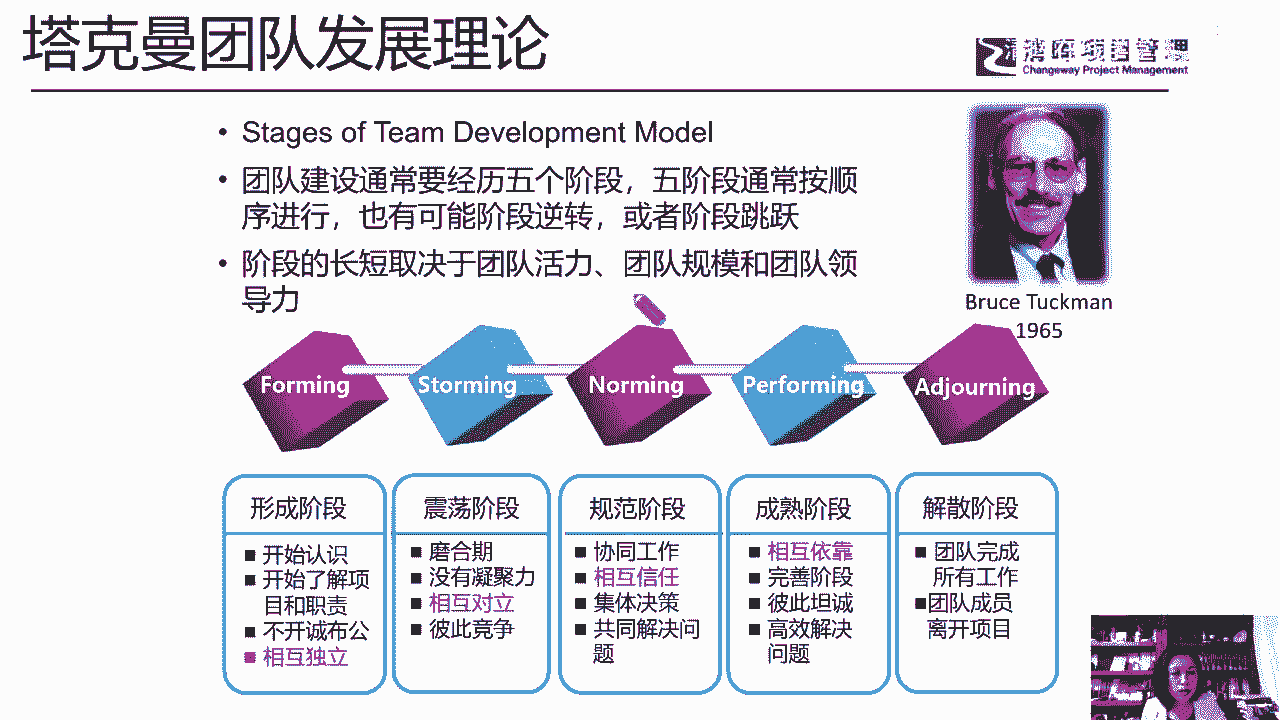 塔克曼团队发展理论
清晖项目管理
Changeway Project Management
• Stages of Team Development Model
• 团队建设通常要经历五个阶段，五阶段通常按顺
序进行，也有可能阶段逆转，或者阶段跳跃
• 阶段的长短取决于团队活力、团队规模和团队领
导力
Bruce Tuckman
1965
Forming
Storming
Norming
Performing
Adjourning
形成阶段
■ 开始认识
■ 开始了解项
目和职责
■ 不开诚布公
■ 相互独立
震荡阶段
■ 磨合期
■ 没有凝聚力
■ 相互对立
■ 彼此竞争
规范阶段
■ 协同工作
■ 相互信任
■ 集体决策
■ 共同解决问
题
成熟阶段
■ 相互依靠
■ 完善阶段
■ 彼此坦诚
■ 高效解决
问题
解散阶段
■ 团队完成
所有工作
■团队成员
离开项目